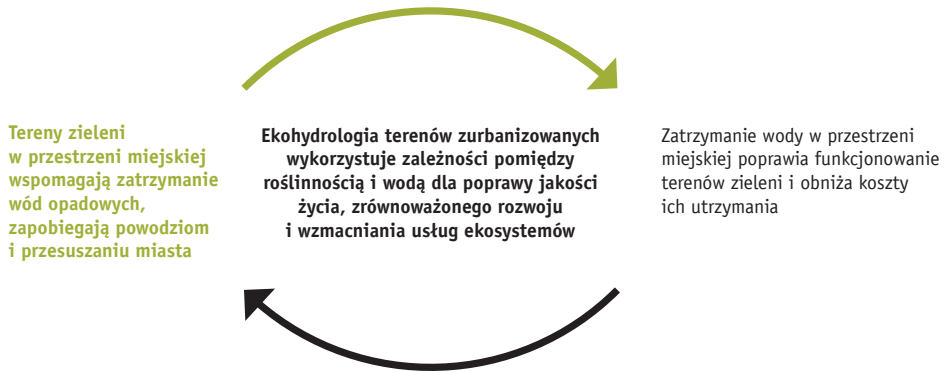 Tereny zieleni
w przestrzeni miejskiej
wspomagają zatrzymanie
wód opadowych,
zapobiegają powodziom
i przesuszaniu miasta
Ekohydrologia terenów zurbanizowanych
wykorzystuje zależności pomiędzy
roślinnością i wodą dla poprawy jakości
życia, zrównoważonego rozwoju
i wzmacniania usług ekosystemów
Zatrzymanie wody w przestrzeni
miejskiej poprawia funkcjonowanie
terenów zieleni i obniża koszty
ich utrzymania